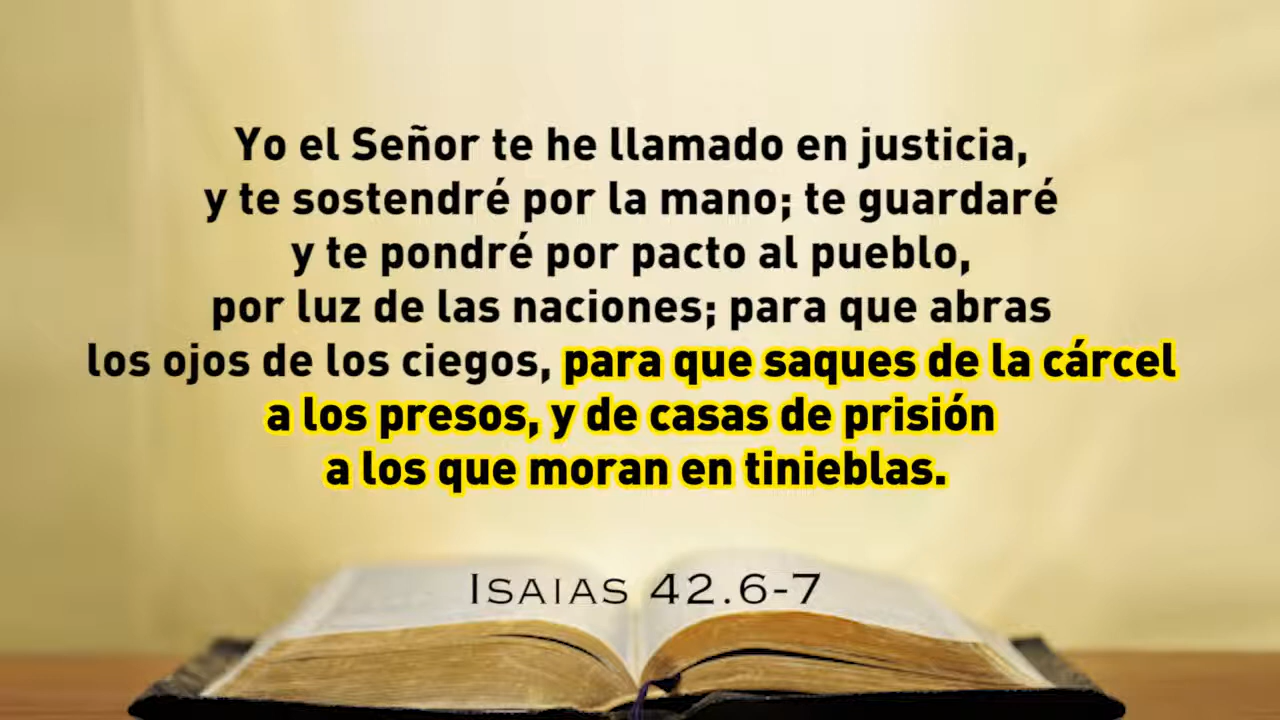 Yo el Señor te he llamado en justicia,
y te sostendré por la mano; te guardaré
y te pondré por pacto al pueblo,
por luz de las naciones; para que abras
los ojos de los ciegos, para que saques de la cárcel
a los presos, y de casas de prisión
a los que moran en tinieblas.
Isaias 42.6-7